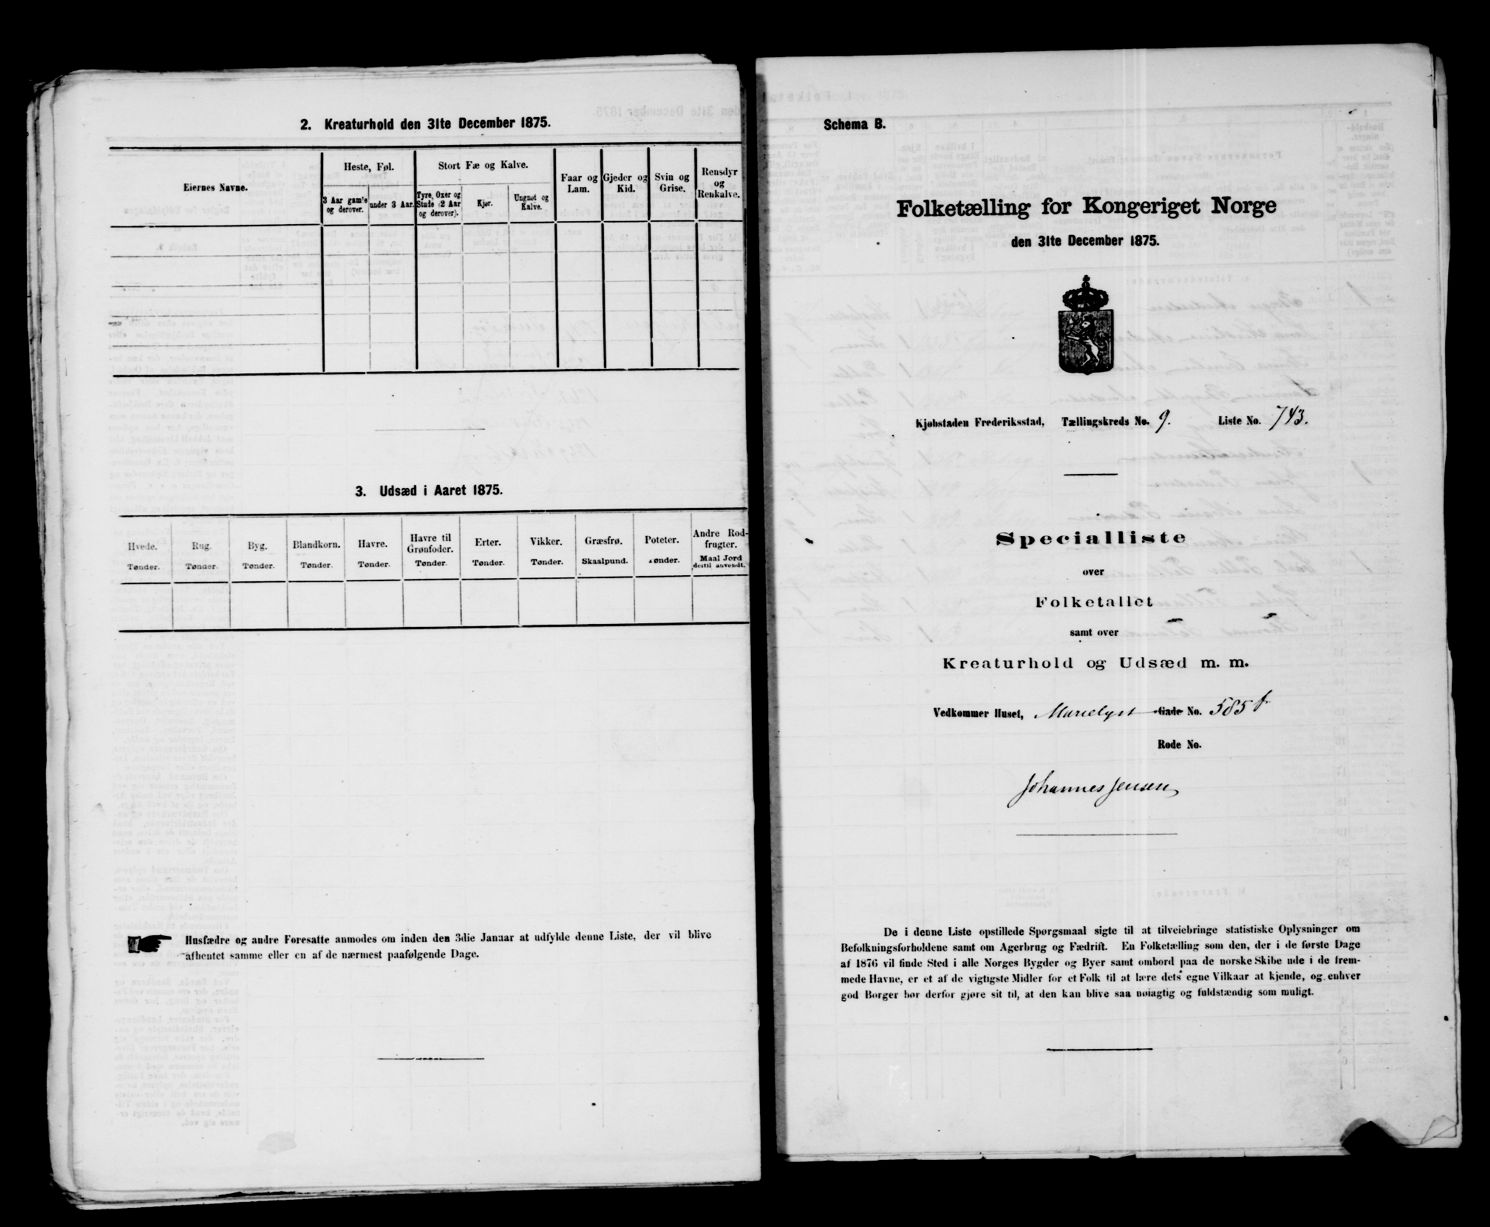 2. Kreaturhold den 31te December 1875.
Eiernes Navne.
Heste, Føl.
Stort Fæ og Kalve.
Faar og Lam.
Gjeder og Kid.
Svin og Grise.
Rensdyr og Renkalve.
3 Aar gamle og derover.
under 3 Aar.
Tyre, Oxer og Stude (2 Aar og derover).
Kjør.
Ungnøt og Kalve.
3. Udsæd i Aaret 1875.
Hvede.
Rug.
Byg.
Blandkorn.
Havre.
Havre til Grønfoder.
Erter.
Vikker.
Græsfrø.
Poteter.
Andre Rodfrugter.
Tønder.
Tønder.
Tønder.
Tønder.
Tønder.
Tønder.
Tønder.
Tønder.
Skaalpund.
Tønder.
Maal Jord dertil anvendt.
Husfædre og andre Foresatte anmodes om inden den 3die Januar at udfylde denne Liste, der vil blive
afhentet samme eller en af de nærmest paafølgende Dage.
Schema B.
Folketælling for Kongeriget Norge
den 31te December 1875.
Kjøbstaden Frederiksstad, Tællingskreds No. 9. Liste No. 743.
Specialliste
over
Folketallet
samt over
Kreaturhold og Udsæd m. m.
Vedkommer Huset, Marielyst Gade No. 585 f
Rode No.
Johannes Jensen
De i denne Liste opstillede Spørgsmaal sigte til at tilveiebringe statistiske Oplysninger om
Befolkningsforholdene samt om Agerbrug og Fædrift. En Folketælling som den, der i de første Dage
af 1876 vil finde Sted i alle Norges Bygder og Byer samt ombord paa de norske Skibe ude i de frem-
mede Havne, er et af de vigtigste Midler for et Folk til at lære dets egne Vilkaar at kjende, og enhver
god Borger bør derfor gjøre sit til, at den kan blive saa nøiagtig og fuldstændig som muligt.